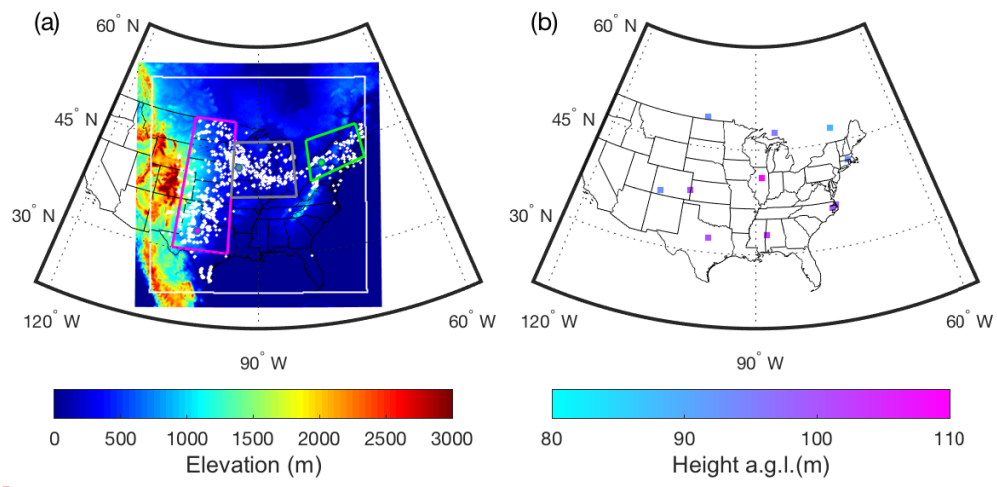 (a)
60° N
45° N
30° N
120° W
90° W
60° W
0 500 1000 1500 2000 2500 3000
Elevation (m)
(b)
60° N
45° N
30° N
120° W
90° W
60° W
80 90 100 110
Height a.g.l.(m)